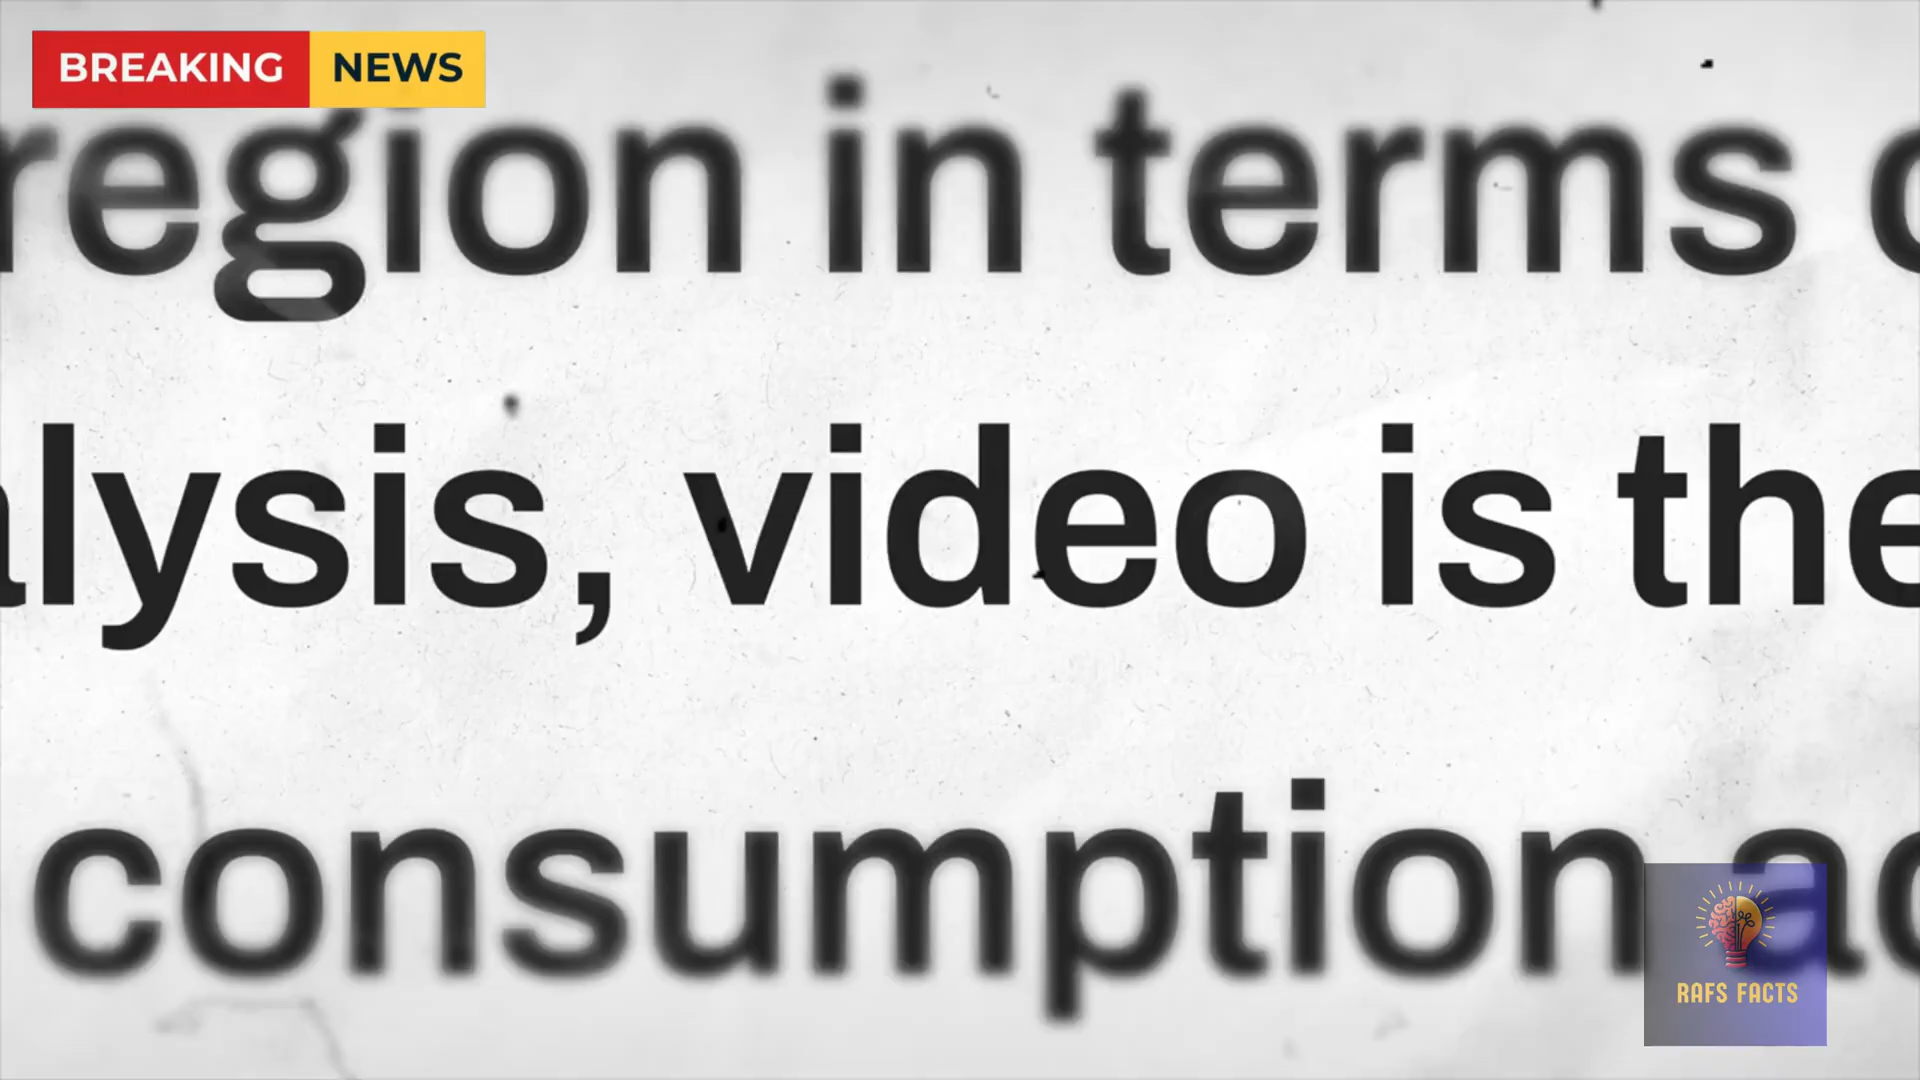 BREAKING NEWS
region in terms
lysis, video is the
consumption
RAFS FACTS